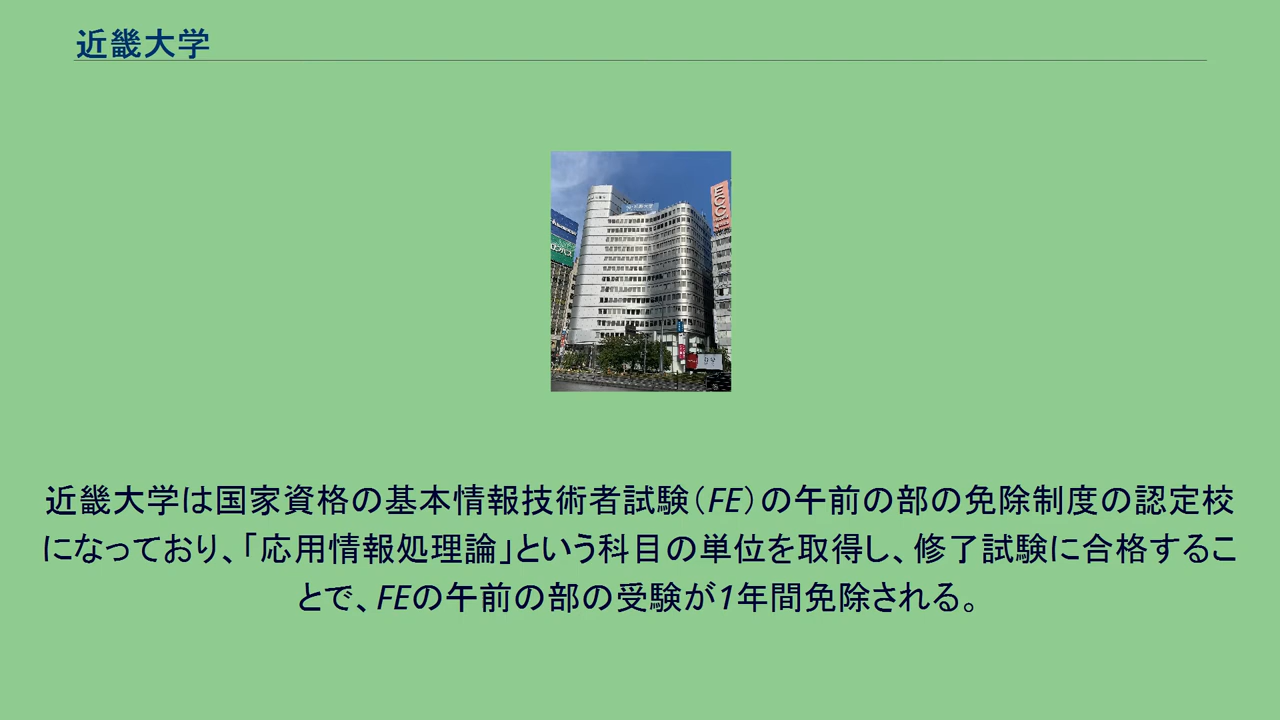 近畿大学
ECC
近畿大学は国家資格の基本情報技術者試験（FE）の午前の部の免除制度の認定校
になっており、「応用情報処理論」という科目の単位を取得し、修了試験に合格するこ
とで、FEの午前の部の受験が1年間免除される。